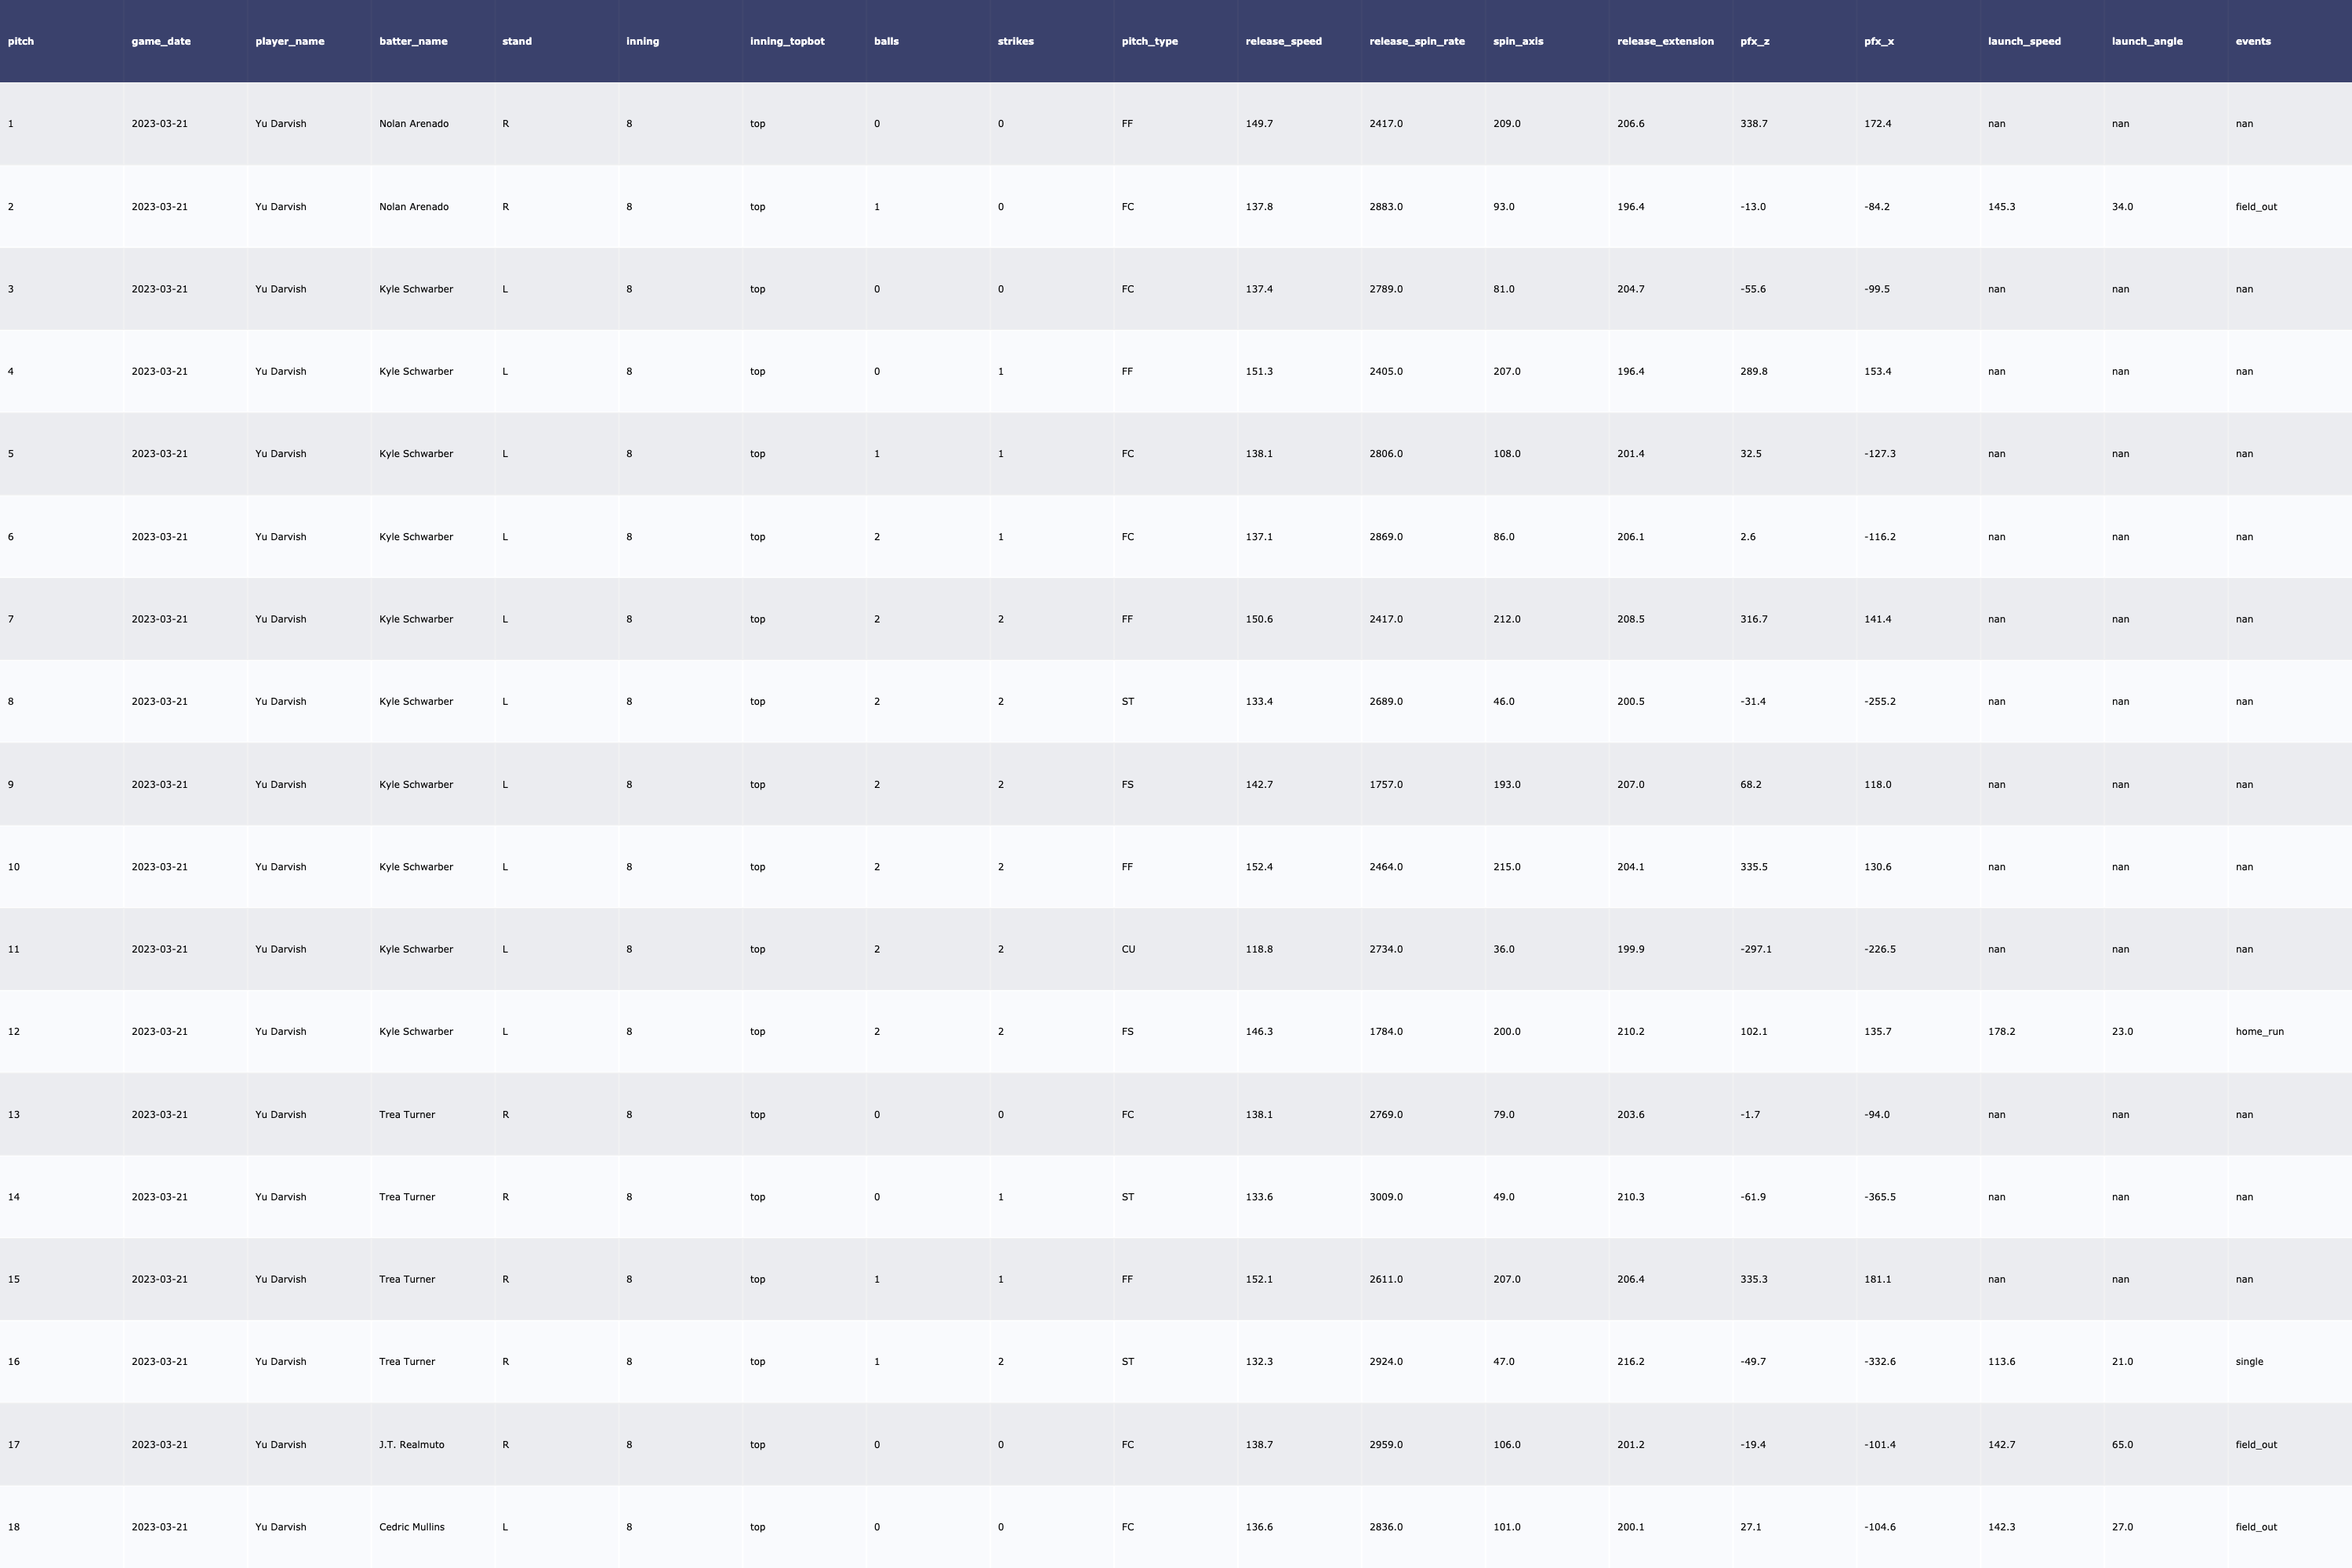 pitch game_date player_name batter_name stand inning inning_topbot balls strikes pitch_type release_speed release_spin_rate spin_axis release_extension pfx_z pfx_x launch_speed launch_angle events
1 2023-03-21 Yu Darvish Nolan Arenado R 8 top 0 0 FF 149.7 2417.0 209.0 206.6 338.7 172.4 nan nan nan
2 2023-03-21 Yu Darvish Nolan Arenado R 8 top 1 0 FC 137.8 2883.0 93.0 196.4 -13.0 -84.2 145.3 34.0 field_out
3 2023-03-21 Yu Darvish Kyle Schwarber L 8 top 0 0 FC 137.4 2789.0 81.0 204.7 -55.6 -99.5 nan nan nan
4 2023-03-21 Yu Darvish Kyle Schwarber L 8 top 0 1 FF 151.3 2405.0 207.0 196.4 289.8 153.4 nan nan nan
5 2023-03-21 Yu Darvish Kyle Schwarber L 8 top 1 1 FC 138.1 2806.0 108.0 201.4 32.5 -127.3 nan nan nan
6 2023-03-21 Yu Darvish Kyle Schwarber L 8 top 2 1 FC 137.1 2869.0 86.0 206.1 2.6 -116.2 nan nan nan
7 2023-03-21 Yu Darvish Kyle Schwarber L 8 top 2 2 FF 150.6 2417.0 212.0 208.5 316.7 141.4 nan nan nan
8 2023-03-21 Yu Darvish Kyle Schwarber L 8 top 2 2 ST 133.4 2689.0 46.0 200.5 -31.4 -255.2 nan nan nan
9 2023-03-21 Yu Darvish Kyle Schwarber L 8 top 2 2 FS 142.7 1757.0 193.0 207.0 68.2 118.0 nan nan nan
10 2023-03-21 Yu Darvish Kyle Schwarber L 8 top 2 2 FF 152.4 2464.0 215.0 204.1 335.5 130.6 nan nan nan
11 2023-03-21 Yu Darvish Kyle Schwarber L 8 top 2 2 CU 118.8 2734.0 36.0 199.9 -297.1 -226.5 nan nan nan
12 2023-03-21 Yu Darvish Kyle Schwarber L 8 top 2 2 FS 146.3 1784.0 200.0 210.2 102.1 135.7 178.2 23.0 home_run
13 2023-03-21 Yu Darvish Trea Turner R 8 top 0 0 FC 138.1 2769.0 79.0 203.6 -1.7 -94.0 nan nan nan
14 2023-03-21 Yu Darvish Trea Turner R 8 top 0 1 ST 133.6 3009.0 49.0 210.3 -61.9 -365.5 nan nan nan
15 2023-03-21 Yu Darvish Trea Turner R 8 top 1 1 FF 152.1 2611.0 207.0 206.4 335.3 181.1 nan nan nan
16 2023-03-21 Yu Darvish Trea Turner R 8 top 1 2 ST 132.3 2924.0 47.0 216.2 -49.7 -332.6 113.6 21.0 single
17 2023-03-21 Yu Darvish J.T. Realmuto R 8 top 0 0 FC 138.7 2959.0 106.0 201.2 -19.4 -101.4 142.7 65.0 field_out
18 2023-03-21 Yu Darvish Cedric Mullins L 8 top 0 0 FC 136.6 2836.0 101.0 200.1 27.1 -104.6 142.3 27.0 field_out